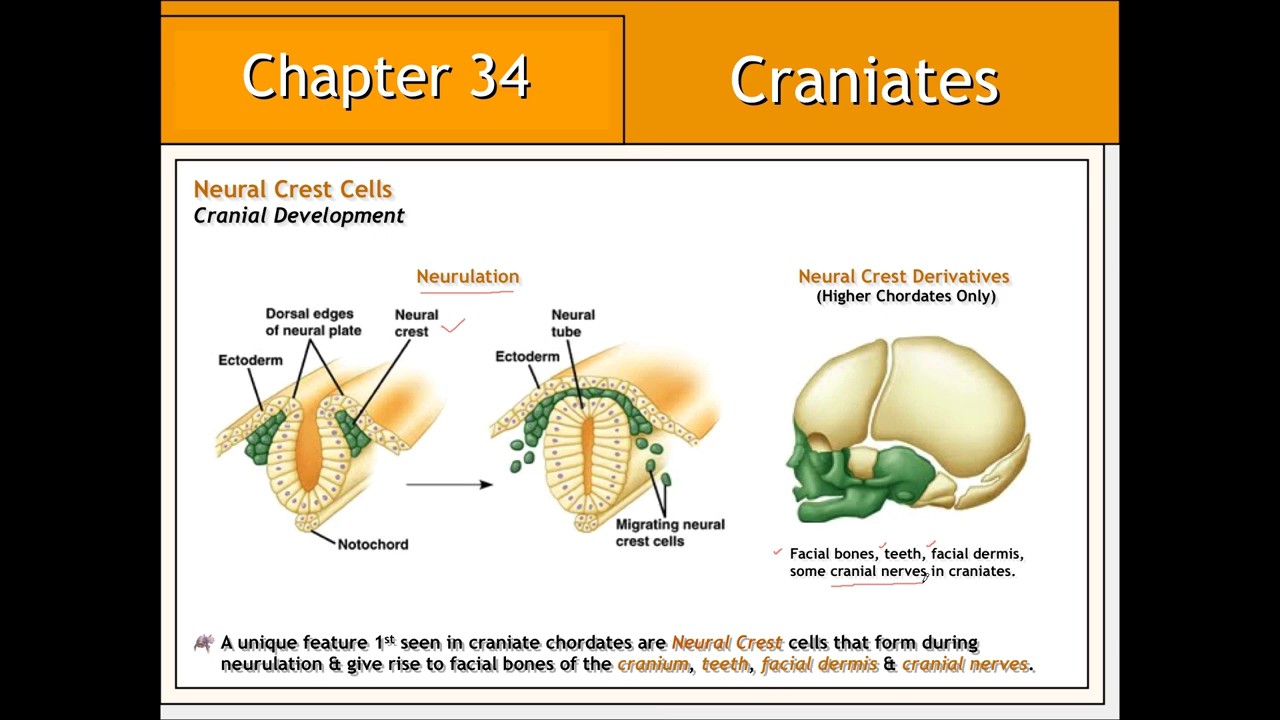 Chapter 34
Craniates
Neural Crest Cells
Cranial Development
Neurulation
Dorsal edges
of neural plate
Neural
crest
Ectoderm
Notochord
Neural
tube
Ectoderm
Migrating neural
crest cells
Neural Crest Derivatives
(Higher Chordates Only)
Facial bones, teeth, facial dermis,
some cranial nerves in craniates.
A unique feature 1st seen in craniate chordates are Neural Crest cells that form during
neurulation & give rise to facial bones of the cranium, teeth, facial dermis & cranial nerves.